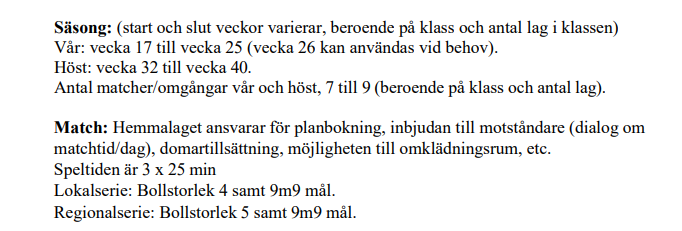 Säsong: (start och slut veckor varierar, beroende på klass och antal lag i klassen)
Vår: vecka 17 till vecka 25 (vecka 26 kan användas vid behov).
Höst: vecka 32 till vecka 40.
Antal matcher/omgångar vår och höst, 7 till 9 (beroende på klass och antal lag).
Match: Hemmalaget ansvarar för planbokning, inbjudan till motståndare (dialog om
matchtid/dag), domartillsättning, möjligheten till omklädningsrum, etc.
Speltiden är 3 x 25 min
Lokalserie: Bollstorlek 4 samt 9m9 mål.
Regionalserie: Bollstorlek 5 samt 9m9 mål.